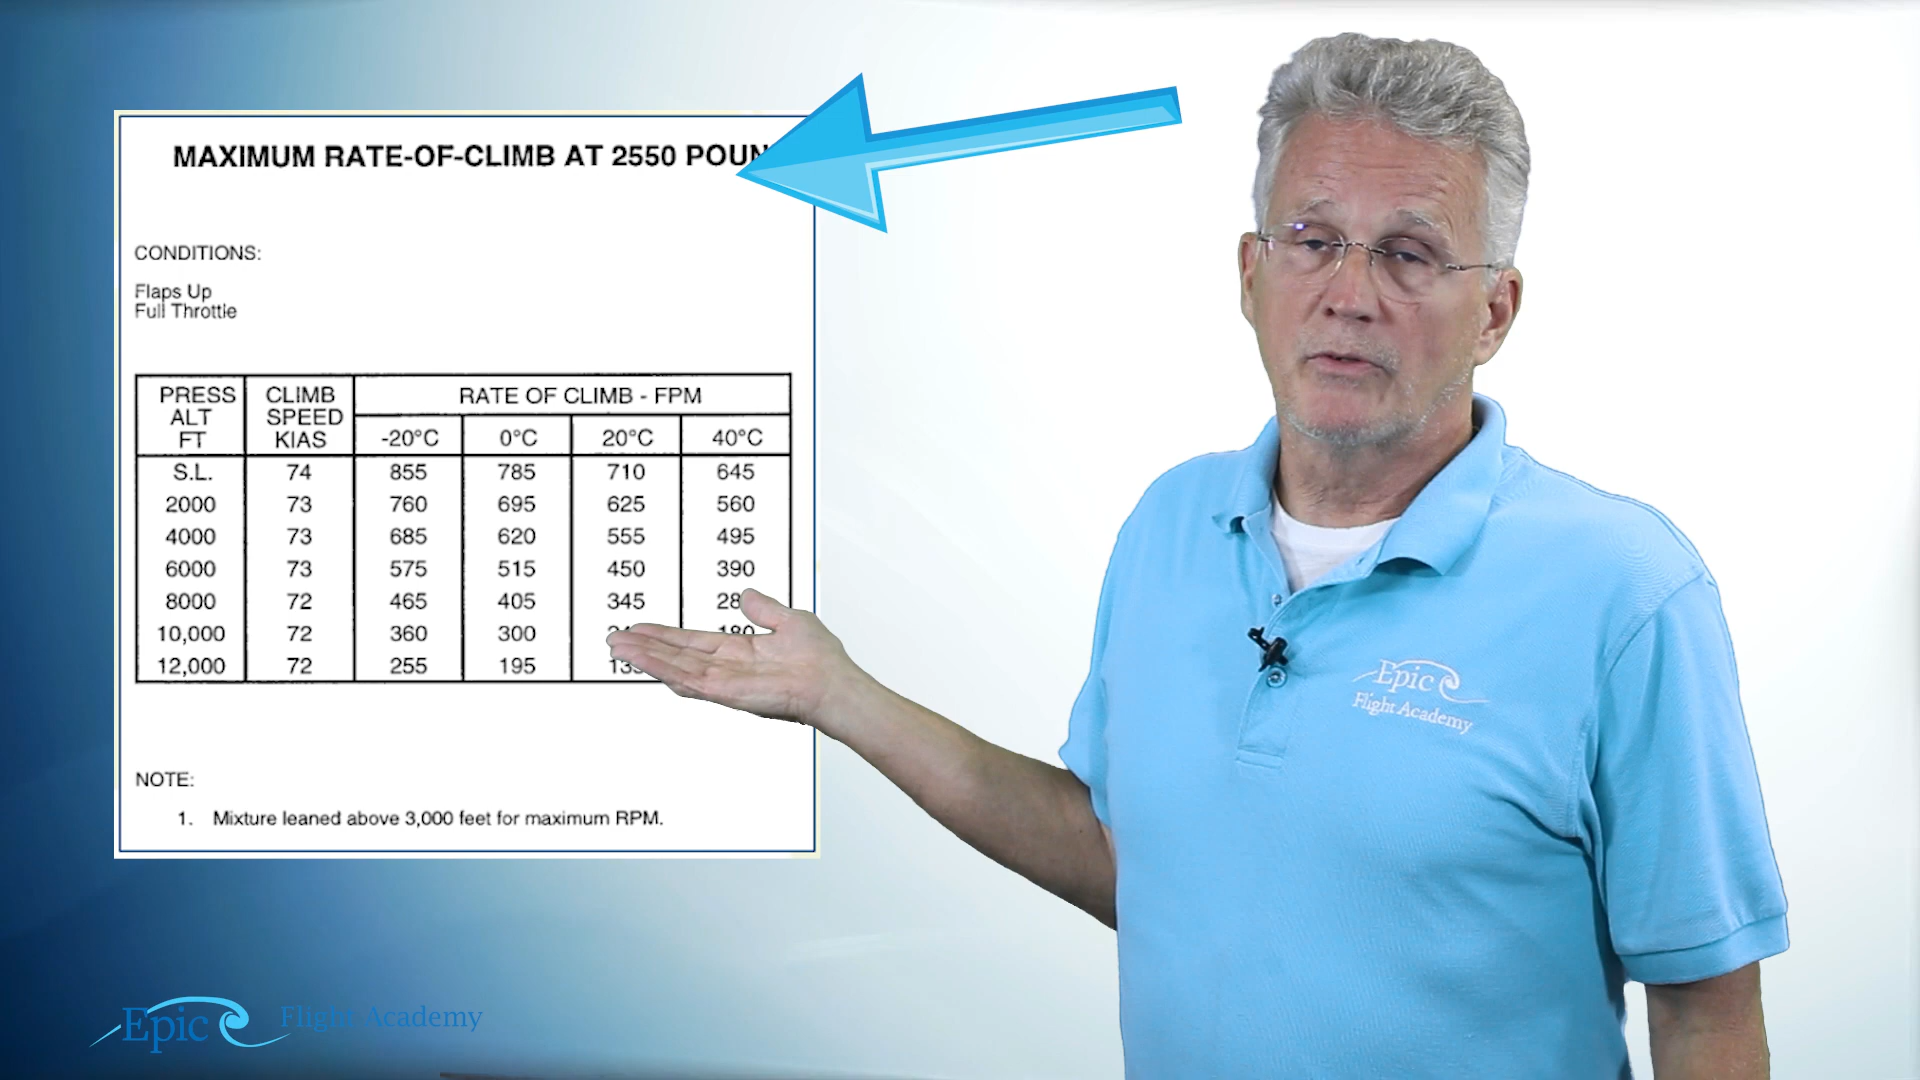 MAXIMUM RATE-OF-CLIMB AT 2550
CONDITIONS:
Flaps Up
Full Throttle
PRESS ALT FT CLIMB SPEED KIAS RATE OF CLIMB - FPM
-20°C 0°C 20°C 40°C
S.L. 74 855 785 710 645
2000 73 760 695 625 560
4000 73 685 620 555 495
6000 73 575 515 450 390
8000 72 465 405 345
10,000 72 360 300
12,000 72 255 195
NOTE:
1. Mixture leaned above 3,000 feet for maximum RPM.
Epic
Flight Academy
Epic Flight Academy